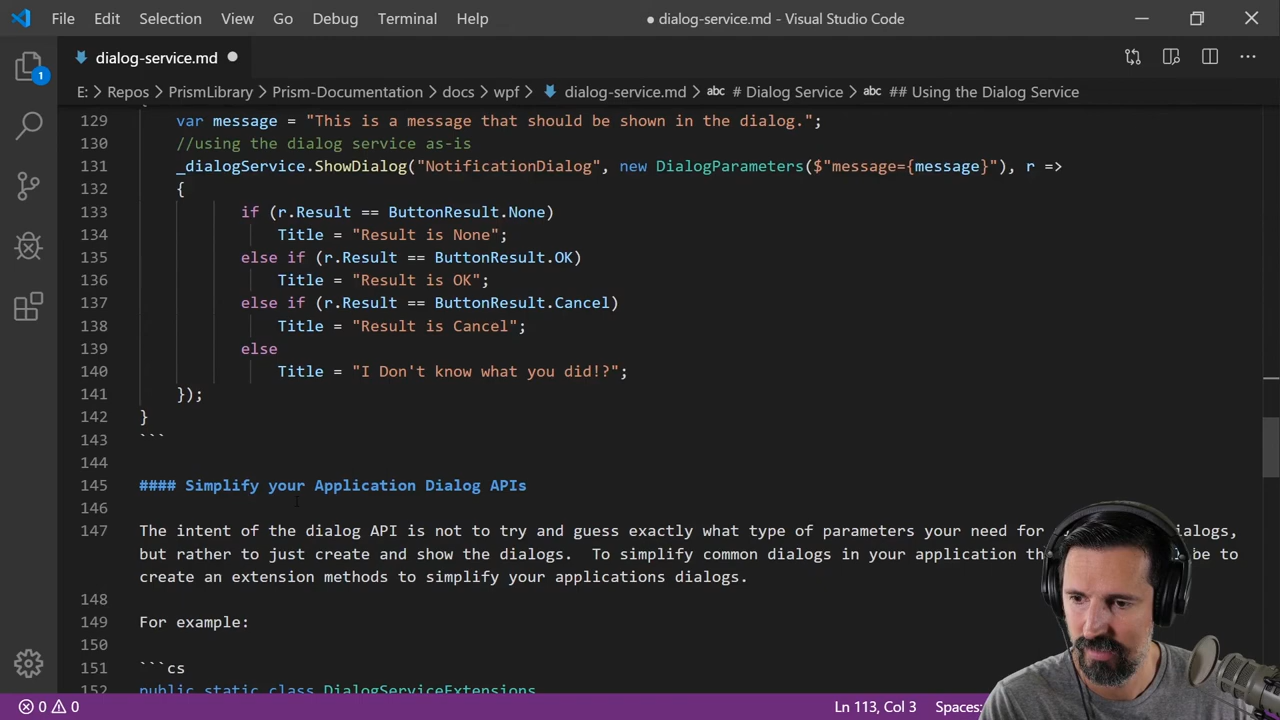 File Edit Selection View Go Debug Terminal Help ● dialog-service.md - Visual Studio Code
dialog-service.md
1
E: › Repos › PrismLibrary › Prism-Documentation › docs › wpf › dialog-service.md › # Dialog Service › ## Using the Dialog Service
129 var message = "This is a message that should be shown in the dialog.";
130 //using the dialog service as-is
131 _dialogService.ShowDialog("NotificationDialog", new DialogParameters($"message={message}"), r =>
132 {
133 if (r.Result == ButtonResult.None)
134 Title = "Result is None";
135 else if (r.Result == ButtonResult.OK)
136 Title = "Result is OK";
137 else if (r.Result == ButtonResult.Cancel)
138 Title = "Result is Cancel";
139 else
140 Title = "I Don't know what you did!?";
141 });
142 }
143 ```
144
145 #### Simplify your Application Dialog APIs
146
147 The intent of the dialog API is not to try and guess exactly what type of parameters your need for
but rather to just create and show the dialogs. To simplify common dialogs in your application be to
create an extension methods to simplify your applications dialogs.
148
149 For example:
150
151 ```cs
152 public static class DialogServiceExtensions
0 0 Ln 113, Col 3 Spaces: